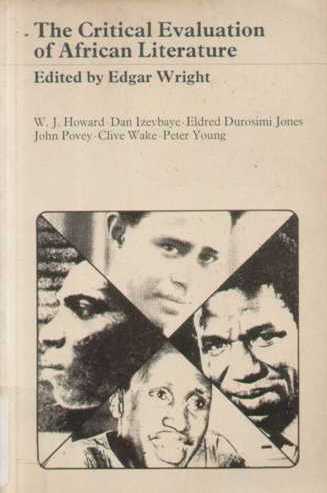 The Critical Evaluation
of African Literature
Edited by Edgar Wright
W. J. Howard · Dan Izevbaye · Eldred Durosimi Jones
John Povey · Clive Wake · Peter Young